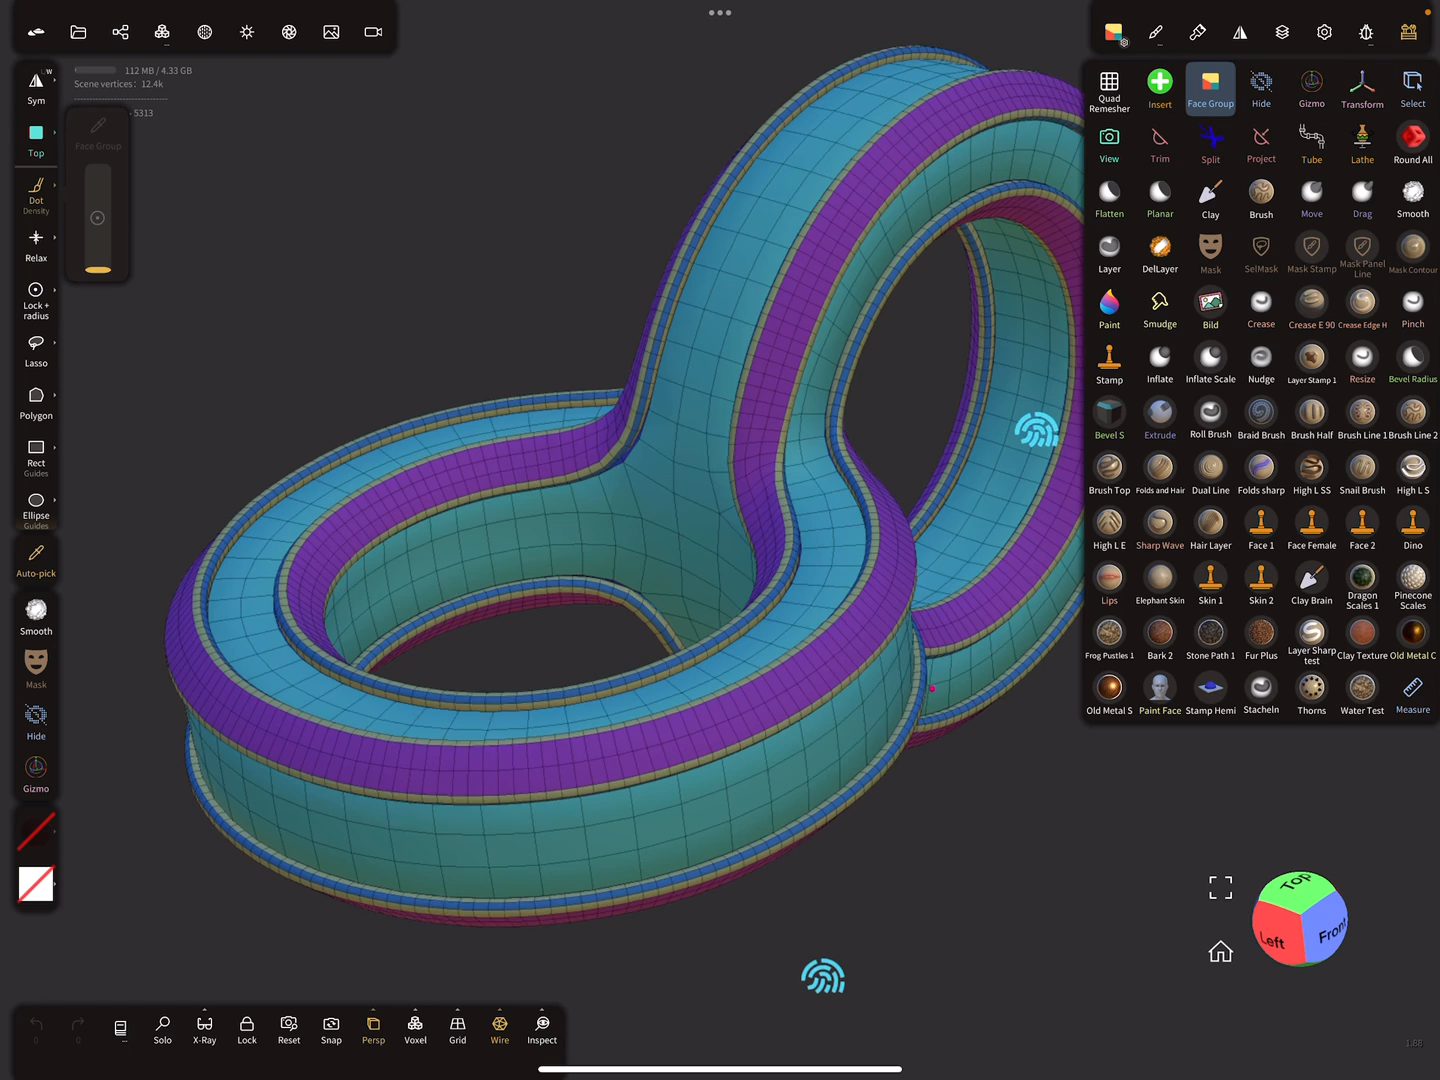 112 MB / 4.33 GB
Scene vertices: 12.4k
- 5313
W
Sym
Face Group
Top
Dot
Density
Relax
Lock +
radius
Lasso
Polygon
Rect
Guides
Ellipse
Guides
Auto-pick
Smooth
Mask
Hide
Gizmo
Quad
Remesher
Insert
Face Group
Hide
Gizmo
Transform
Select
View
Trim
Split
Project
Tube
Lathe
Round All
Flatten
Planar
Clay
Brush
Move
Drag
Smooth
Layer
DelLayer
Mask
SelMask
Mask Stamp
Mask Panel
Line
Mask Contour
Paint
Smudge
Bild
Crease
Crease E 90
Crease Edge H
Pinch
Stamp
Inflate
Inflate Scale
Nudge
Layer Stamp 1
Resize
Bevel Radius
Bevel S
Extrude
Roll Brush
Braid Brush
Brush Half
Brush Line 1
Brush Line 2
Brush Top
Folds and Hair
Dual Line
Folds sharp
High L SS
Snail Brush
High L S
High L E
Sharp Wave
Hair Layer
Face 1
Face Female
Face 2
Dino
Lips
Elephant Skin
Skin 1
Skin 2
Clay Brain
Dragon
Scales 1
Pinecone
Scales
Frog Pustles 1
Bark 2
Stone Path 1
Fur Plus
Layer Sharp
test
Clay Texture
Old Metal C
Old Metal S
Paint Face
Stamp Hemi
Stacheln
Thorns
Water Test
Measure
Top
Left
Front
0
0
Solo
X-Ray
Lock
Reset
Snap
Persp
Voxel
Grid
Wire
Inspect
1.88